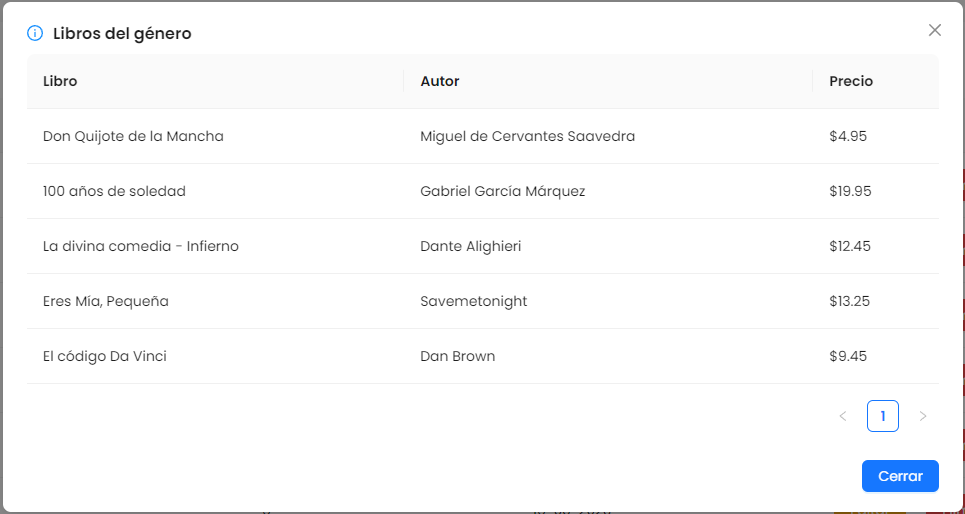 Libros del género
Libro Autor Precio
Don Quijote de la Mancha Miguel de Cervantes Saavedra $4.95
100 años de soledad Gabriel García Márquez $19.95
La divina comedia - Infierno Dante Alighieri $12.45
Eres Mía, Pequeña Savemetonight $13.25
El código Da Vinci Dan Brown $9.45
1
Cerrar